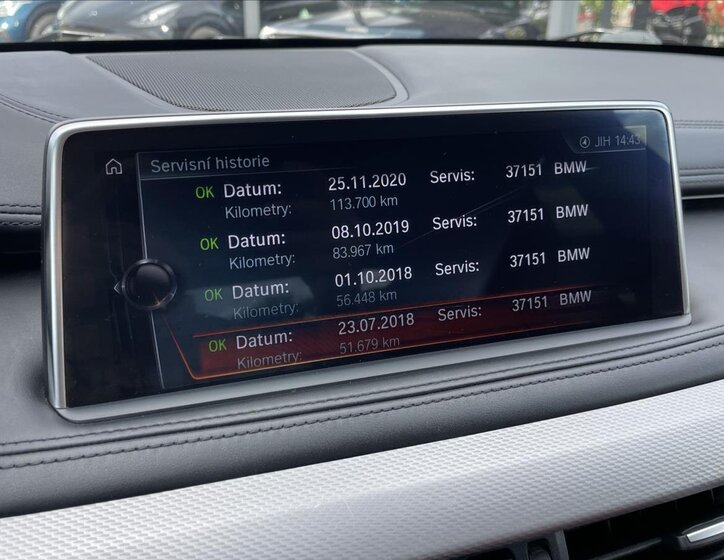 Servisní historie JIH 14:43
OK Datum: 25.11.2020 Servis: 37151 BMW
Kilometry: 113.700 km
OK Datum: 08.10.2019 Servis: 37151 BMW
Kilometry: 83.967 km
OK Datum: 01.10.2018 Servis: 37151 BMW
Kilometry: 56.448 km
OK Datum: 23.07.2018 Servis: 37151 BMW
Kilometry: 51.679 km